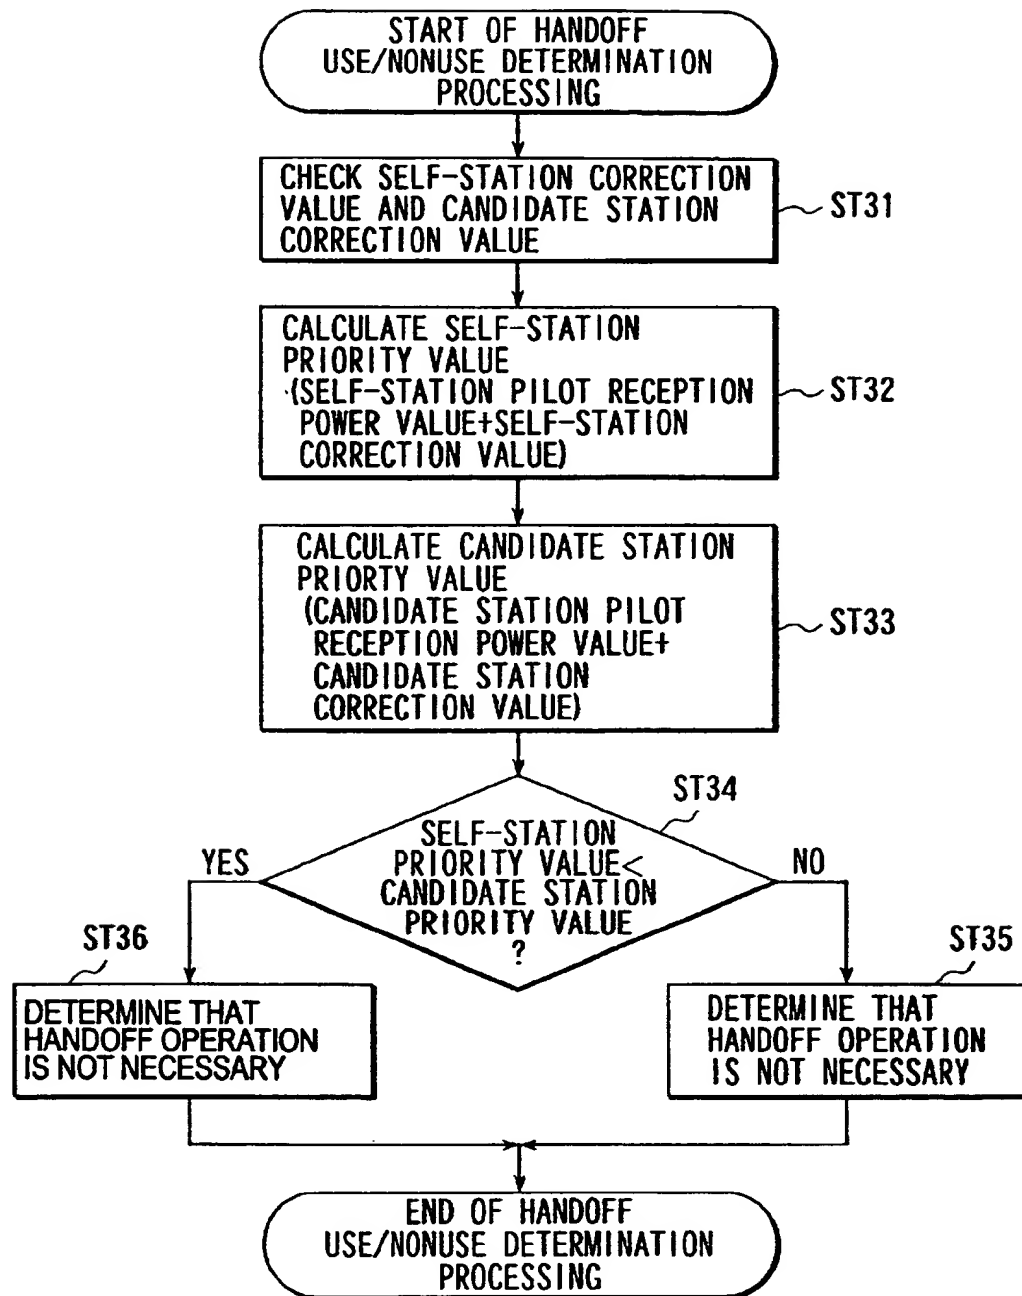 START OF HANDOFF
USE/NONUSE DETERMINATION
PROCESSING
CHECK SELF-STATION CORRECTION
VALUE AND CANDIDATE STATION
CORRECTION VALUE
ST31
CALCULATE SELF-STATION
PRIORITY VALUE
(SELF-STATION PILOT RECEPTION
POWER VALUE+SELF-STATION
CORRECTION VALUE)
ST32
CALCULATE CANDIDATE STATION
PRIORTY VALUE
(CANDIDATE STATION PILOT
RECEPTION POWER VALUE+
CANDIDATE STATION
CORRECTION VALUE)
ST33
ST34
SELF-STATION
PRIORITY VALUE<
CANDIDATE STATION
PRIORITY VALUE
?
YES
NO
ST36
DETERMINE THAT
HANDOFF OPERATION
IS NOT NECESSARY
ST35
DETERMINE THAT
HANDOFF OPERATION
IS NOT NECESSARY
END OF HANDOFF
USE/NONUSE DETERMINATION
PROCESSING